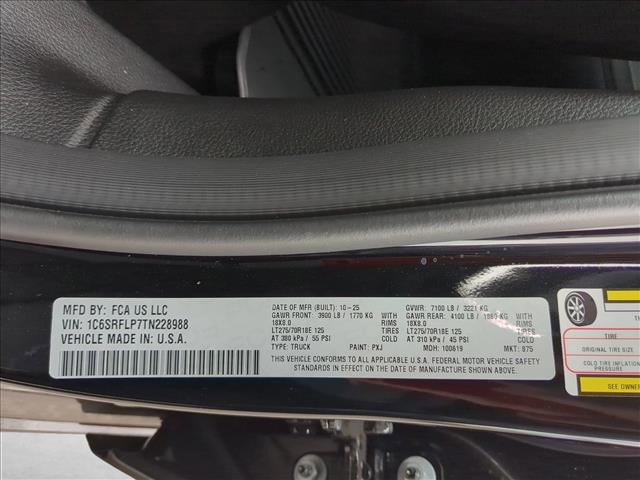 MFD BY: FCA US LLC
VIN: 1C6SRFLP7TN228988
VEHICLE MADE IN: U.S.A.
DATE OF MFR (BUILT): 10-25
GAWR FRONT: 3900 LB / 1770 KG WITH
18X8.0 RIMS
LT275/70R18E 125 TIRES
AT 380 kPa / 55 PSI COLD
TYPE: TRUCK PAINT: PXJ
GVWR: 7100 LB / 3221 KG
GAWR REAR: 4100 LB / 1860 KG WITH
18X8.0 RIMS
LT275/70R18E 125 TIRES
AT 310 kPa / 45 PSI COLD
MDH: 100619 MKT: 875
THIS VEHICLE CONFORMS TO ALL APPLICABLE U.S.A. FEDERAL MOTOR VEHICLE SAFETY
STANDARDS IN EFFECT ON THE DATE OF MANUFACTURE SHOWN ABOVE.
TIRE
SIZE
COLD TIRE INFLATION
SEE OWNER